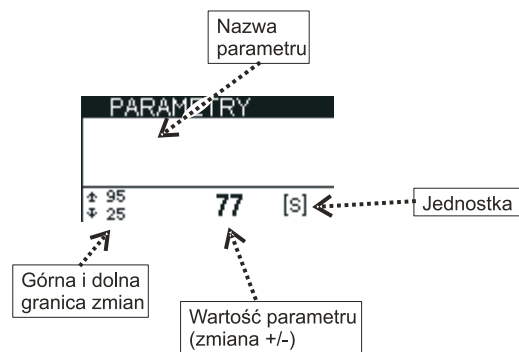 Nazwa
parametru
PARAMETRY
↑ 95
↓ 25
77
[s]
Jednostka
Górna i dolna
granica zmian
Wartość parametru
(zmiana +/-)